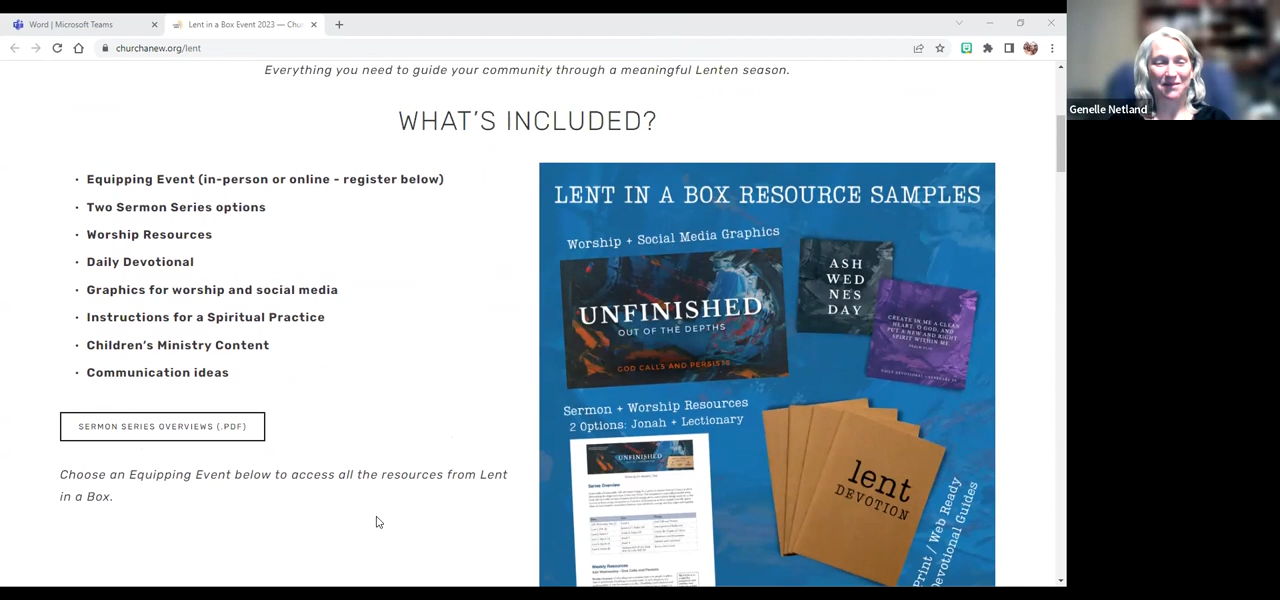 Word | Microsoft Teams
Lent in a Box Event 2023 — Chur
churchanew.org/lent
Genelle Netland
Everything you need to guide your community through a meaningful Lenten season.
WHAT'S INCLUDED?
• Equipping Event (in-person or online - register below)
• Two Sermon Series options
• Worship Resources
• Daily Devotional
• Graphics for worship and social media
• Instructions for a Spiritual Practice
• Children's Ministry Content
• Communication ideas
SERMON SERIES OVERVIEWS (.PDF)
Choose an Equipping Event below to access all the resources from Lent
in a Box.
LENT IN A BOX RESOURCE SAMPLES
Worship + Social Media Graphics
UNFINISHED
OUT OF THE DEPTHS
GOD CALLS AND PERSISTS
ASH
WED
NES
DAY
CREATE IN ME A CLEAN
HEART, O GOD, AND
PUT A NEW AND RIGHT
SPIRIT WITHIN ME.
Sermon + Worship Resources
2 Options: Jonah + Lectionary
UNFINISHED
Series Overview
Weekly Resources
lent
DEVOTION
Print / Web Ready
Devotional Guides